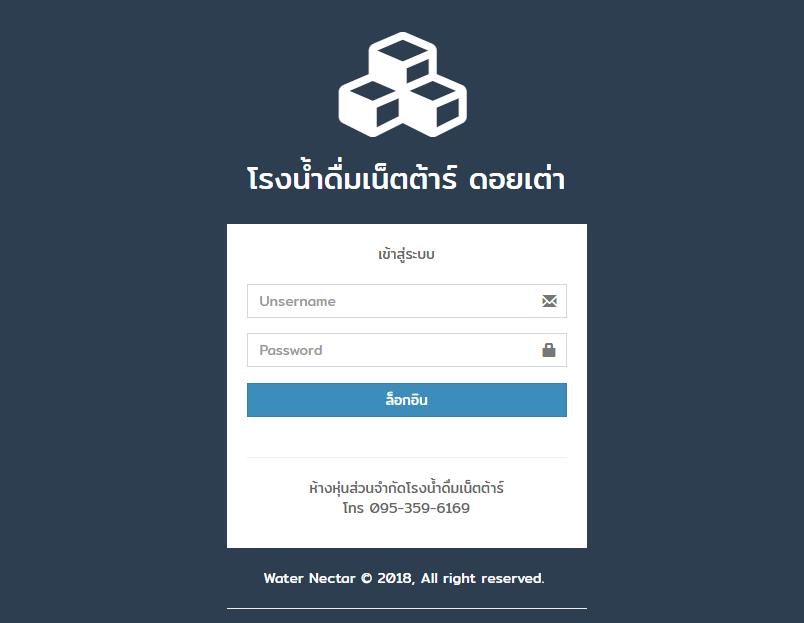 โรงน้ำดื่มเน็ตต้าร์ ดอยเต่า
เข้าสู่ระบบ
Unsername
Password
ล็อกอิน
ห้างหุ่นส่วนจำกัดโรงน้ำดื่มเน็ตต้าร์
โทร 095-359-6169
Water Nectar © 2018, All right reserved.